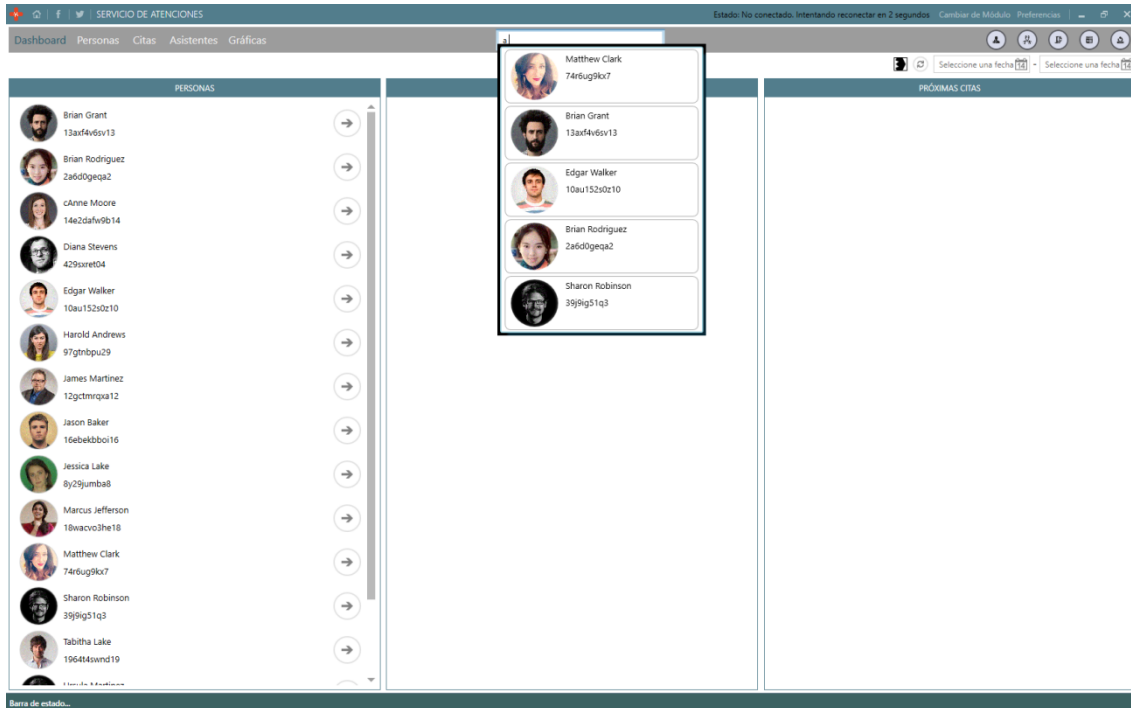 SERVICIO DE ATENCIONES
Estado: No conectado. Intentando reconectar en 2 segundos Cambiar de Módulo Preferencias
Dashboard Personas Citas Asistentes Gráficas
a
Seleccione una fecha 14 - Seleccione una fecha 14
PERSONAS
Brian Grant
13axf4v6sv13
Brian Rodriguez
2a6d0geqa2
cAnne Moore
14e2dafw9b14
Diana Stevens
429sxret04
Edgar Walker
10au152s0z10
Harold Andrews
97gtnbpu29
James Martinez
12gctmrqxa12
Jason Baker
16ebekbboi16
Jessica Lake
8y29jumba8
Marcus Jefferson
18wacvo3he18
Matthew Clark
74r6ug9kx7
Sharon Robinson
39j9ig51q3
Tabitha Lake
1964t4swnd19
Matthew Clark
74r6ug9kx7
Brian Grant
13axf4v6sv13
Edgar Walker
10au152s0z10
Brian Rodriguez
2a6d0geqa2
Sharon Robinson
39j9ig51q3
PRÓXIMAS CITAS
Barra de estado...